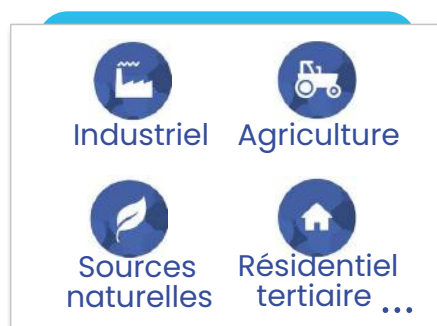 Industriel Agriculture
Sources Résidentiel
naturelles tertiaire ...